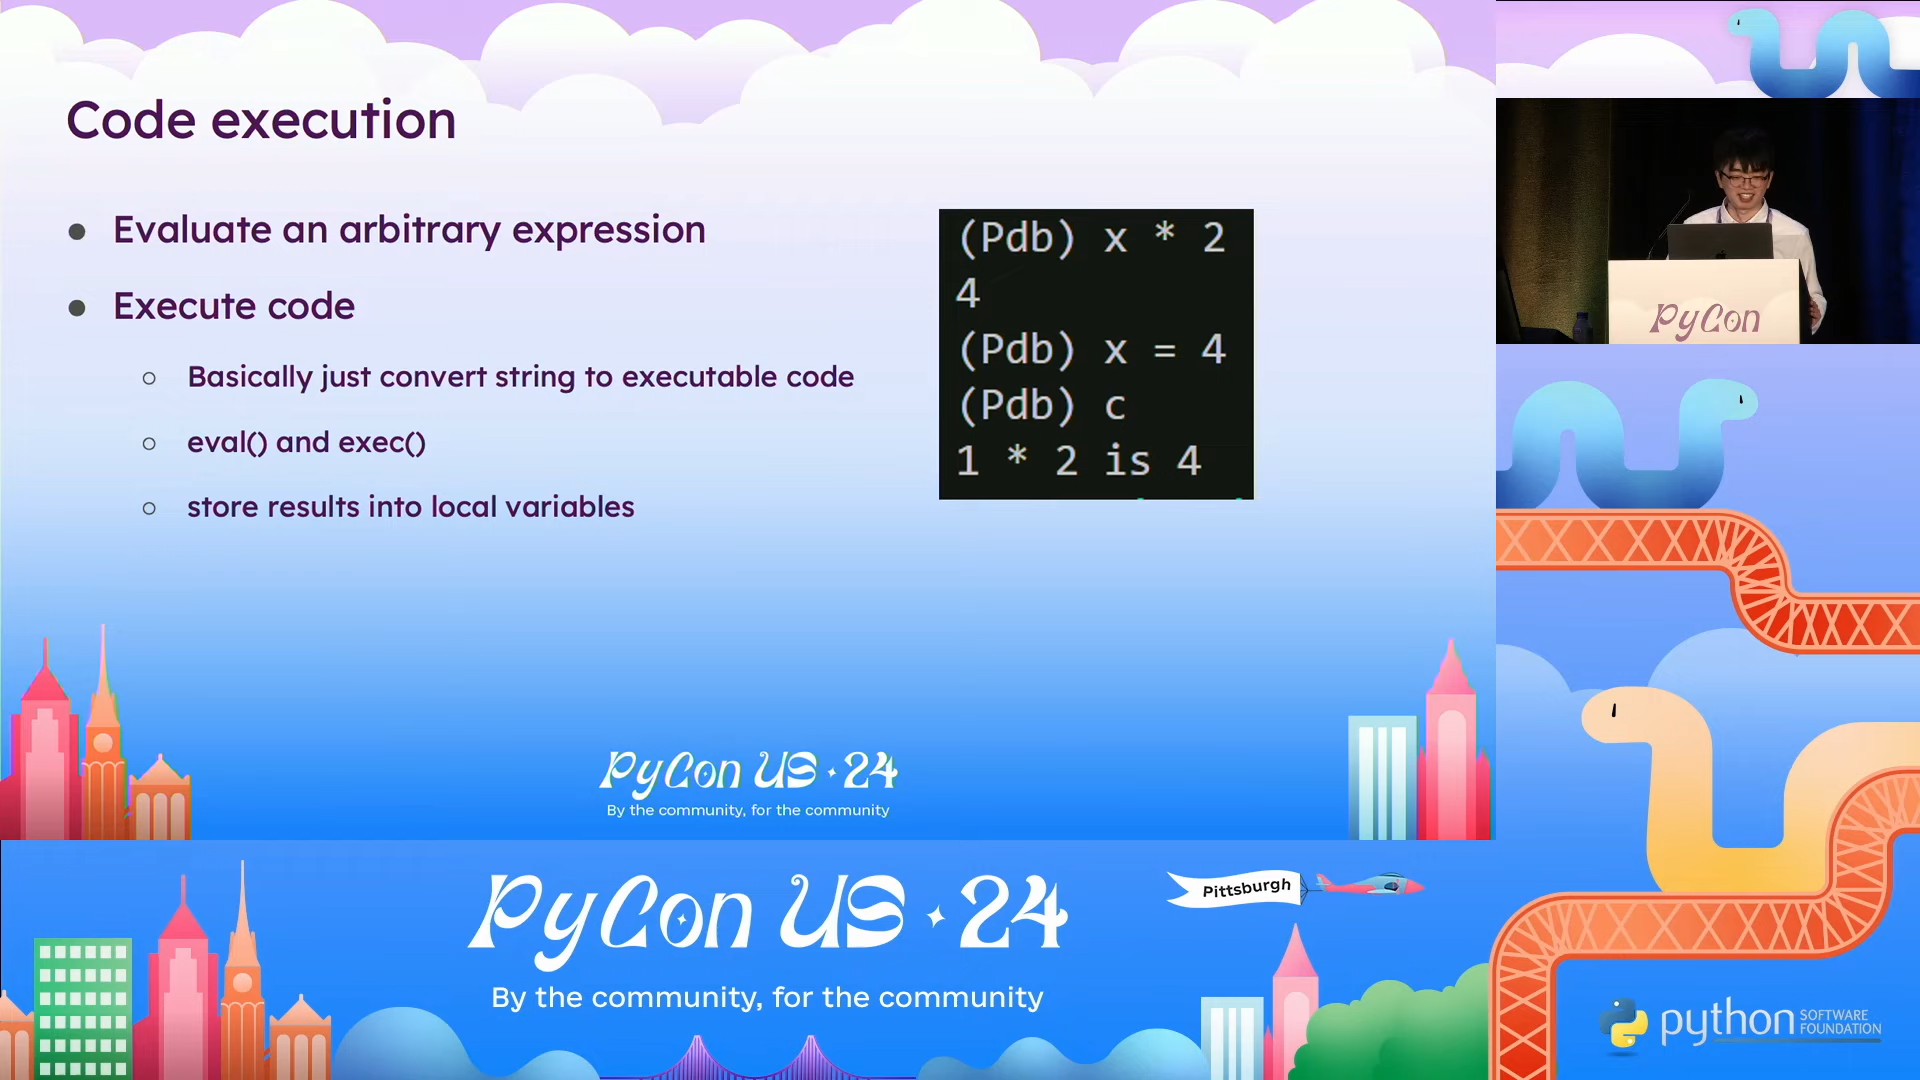 Code execution
Evaluate an arbitrary expression
Execute code
Basically just convert string to executable code
eval() and exec()
store results into local variables
(Pdb) x * 2
4
(Pdb) x = 4
(Pdb) c
1 * 2 is 4
PyCon US 24
By the community, for the community
PyCon
PyCon US 24
By the community, for the community
Pittsburgh
python SOFTWARE FOUNDATION